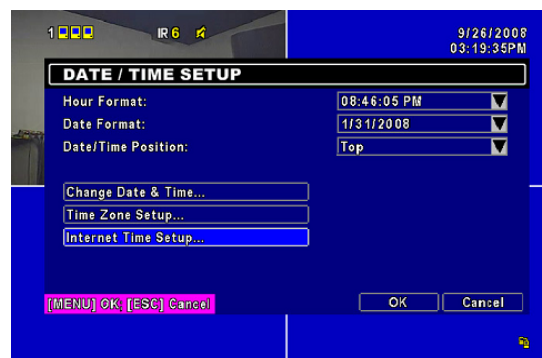 1 IR 6 9/26/2008
03:19:35PM
DATE / TIME SETUP
Hour Format: 08:46:05 PM
Date Format: 1/31/2008
Date/Time Position: Top
Change Date & Time...
Time Zone Setup...
Internet Time Setup...
[MENU] OK, [ESC] Cancel OK Cancel